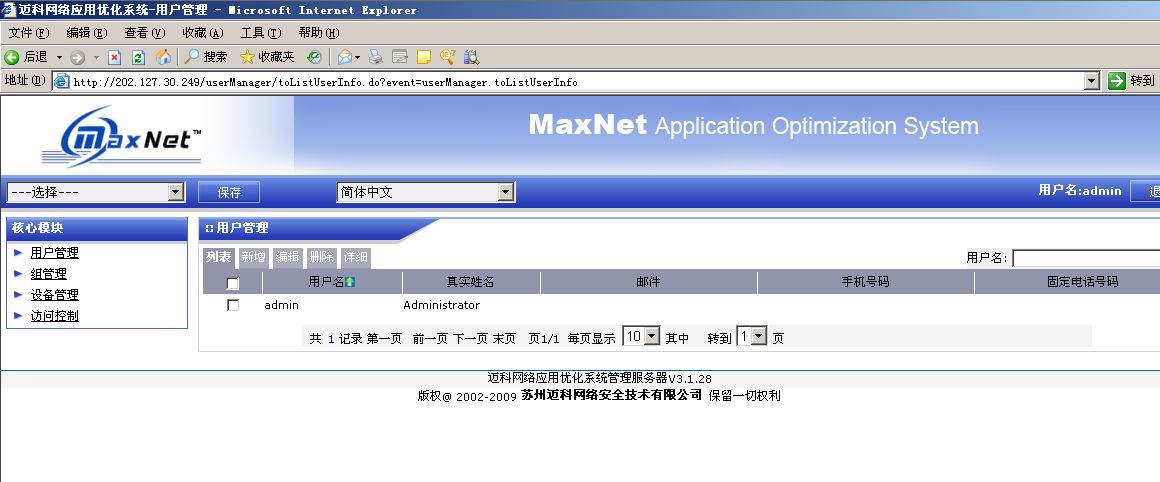 迈科网络应用优化系统-用户管理 - Microsoft Internet Explorer
文件(F) 编辑(E) 查看(V) 收藏(A) 工具(T) 帮助(H)
后退 搜索 收藏夹
地址(D) http://202.127.30.249/userManager/toListUserInfo.do?event=userManager.toListUserInfo 转到
MaxNet™ MaxNet Application Optimization System
---选择--- 保存 简体中文 用户名:admin 退
核心模块
用户管理
组管理
设备管理
访问控制
用户管理
列表 新增 编辑 删除 详细 用户名:
用户名 真实姓名 邮件 手机号码 固定电话号码
admin Administrator
共 1 记录 第一页 前一页 下一页 末页 页1/1 每页显示 10 其中 转到 1 页
迈科网络应用优化系统管理服务器V3.1.28
版权@ 2002-2009 苏州迈科网络安全技术有限公司 保留一切权利